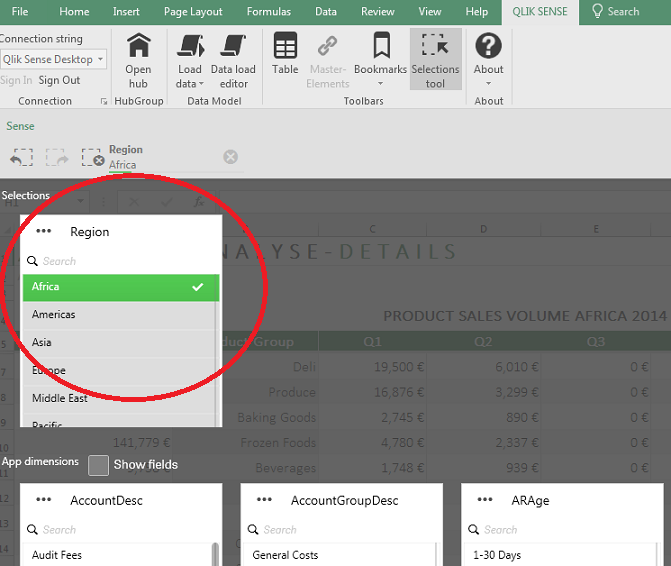 File Home Insert Page Layout Formulas Data Review View Help QLIK SENSE Search
Connection string
Qlik Sense Desktop
Sign In Sign Out
Connection
Open hub
HubGroup
Load data
Data load editor
Data Model
Table
Master-Elements
Bookmarks
Selections tool
Toolbars
About
About
Sense
Region
Africa
Selections
H1
fx
C D E
ANALYSE-DETAILS
PRODUCT SALES VOLUME AFRICA 2014
Group Q1 Q2 Q3
Deli 19,500 € 6,010 € 0 €
Produce 16,876 € 3,299 € 0 €
Baking Goods 2,745 € 890 € 0 €
141,779 € Frozen Foods 4,780 € 2,337 € 0 €
Beverages 1,748 € 939 € 0 €
••• Region
Search
Africa
Americas
Asia
Europe
Middle East
Pacific
App dimensions Show fields
••• AccountDesc
Search
Audit Fees
••• AccountGroupDesc
Search
General Costs
••• ARAge
Search
1-30 Days